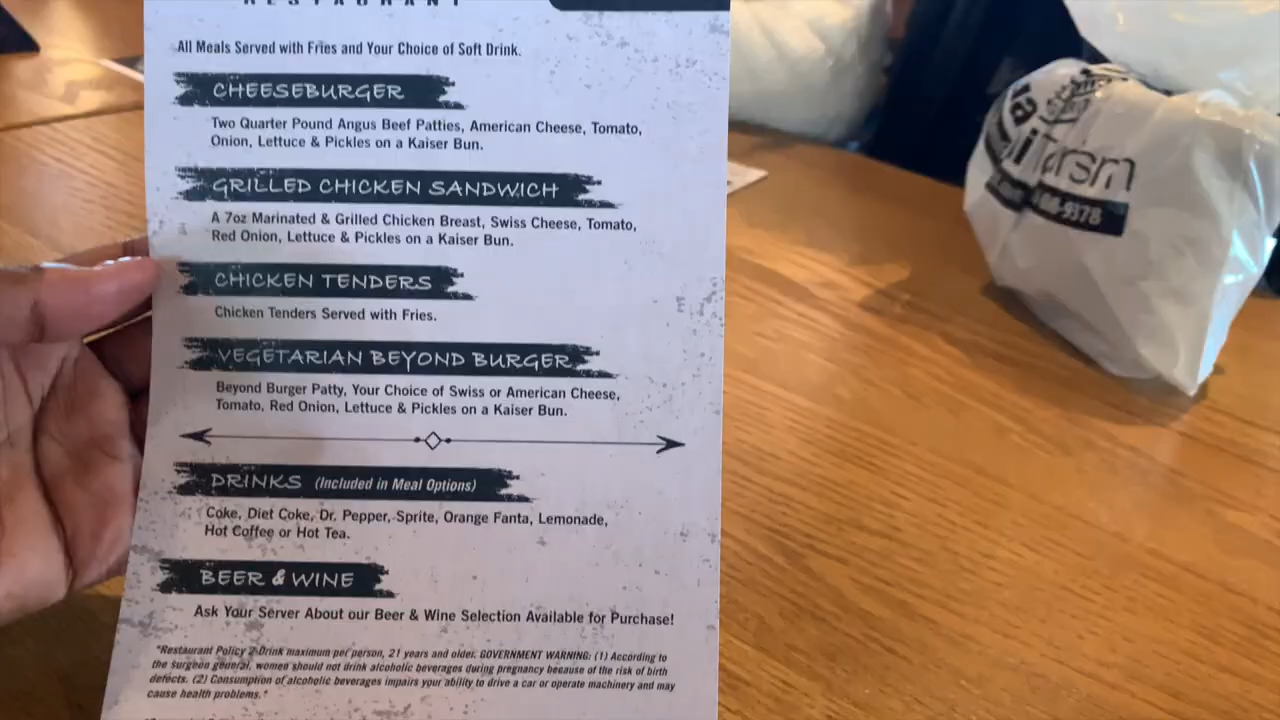 RESTAURANT
All Meals Served with Fries and Your Choice of Soft Drink.
CHEESEBURGER
Two Quarter Pound Angus Beef Patties, American Cheese, Tomato,
Onion, Lettuce & Pickles on a Kaiser Bun.
GRILLED CHICKEN SANDWICH
A 7oz Marinated & Grilled Chicken Breast, Swiss Cheese, Tomato,
Red Onion, Lettuce & Pickles on a Kaiser Bun.
CHICKEN TENDERS
Chicken Tenders Served with Fries.
VEGETARIAN BEYOND BURGER
Beyond Burger Patty, Your Choice of Swiss or American Cheese,
Tomato, Red Onion, Lettuce & Pickles on a Kaiser Bun.
DRINKS (Included in Meal Options)
Coke, Diet Coke, Dr. Pepper, Sprite, Orange Fanta, Lemonade,
Hot Coffee or Hot Tea.
BEER & WINE
Ask Your Server About our Beer & Wine Selection Available for Purchase!
*Restaurant Policy 2 Drink maximum per person, 21 years and older. GOVERNMENT WARNING: (1) According to
the surgeon general, women should not drink alcoholic beverages during pregnancy because of the risk of birth
defects. (2) Consumption of alcoholic beverages impairs your ability to drive a car or operate machinery and may
cause health problems.*